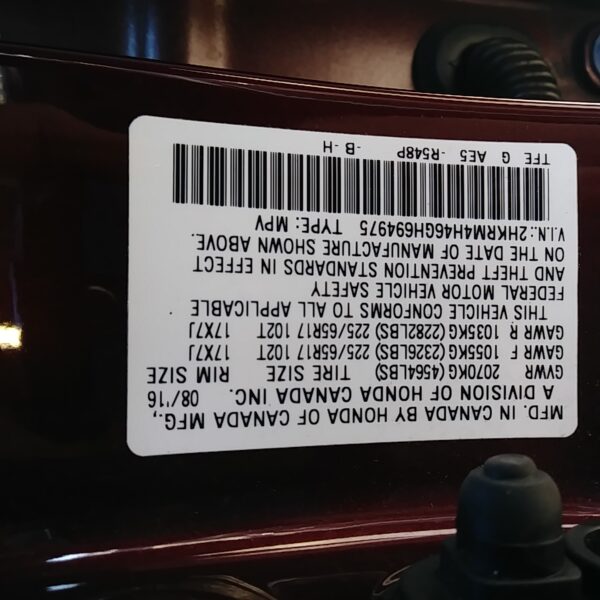 MFD. IN CANADA BY HONDA OF CANADA MFG.,
A DIVISION OF HONDA CANADA INC. 08/'16
GVWR 2070KG (4564LBS) TIRE SIZE RIM SIZE
GAWR F 1055KG (2326LBS) 225/65R17 102T 17X7J
GAWR R 1035KG (2282LBS) 225/65R17 102T 17X7J
THIS VEHICLE CONFORMS TO ALL APPLICABLE
FEDERAL MOTOR VEHICLE SAFETY
AND THEFT PREVENTION STANDARDS IN EFFECT
ON THE DATE OF MANUFACTURE SHOWN ABOVE.
V.I.N.: 2HKRM4H46GH694975 TYPE: MPV
TFE G AE5 -R548P -B-H